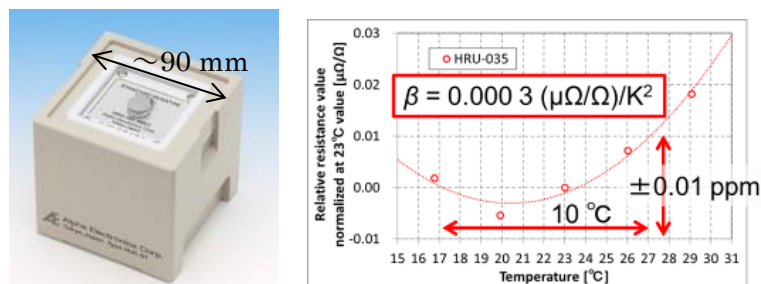 ~90 mm
STANDARD RESISTOR
Alpha Electronics Corp.
0.03
0.02
0.01
0.00
-0.01
Relative resistance value
normalized at 23℃ value [μΩ/Ω]
HRU-035
β = 0.000 3 (μΩ/Ω)/K²
±0.01 ppm
10 ℃
15 16 17 18 19 20 21 22 23 24 25 26 27 28 29 30 31
Temperature [℃]